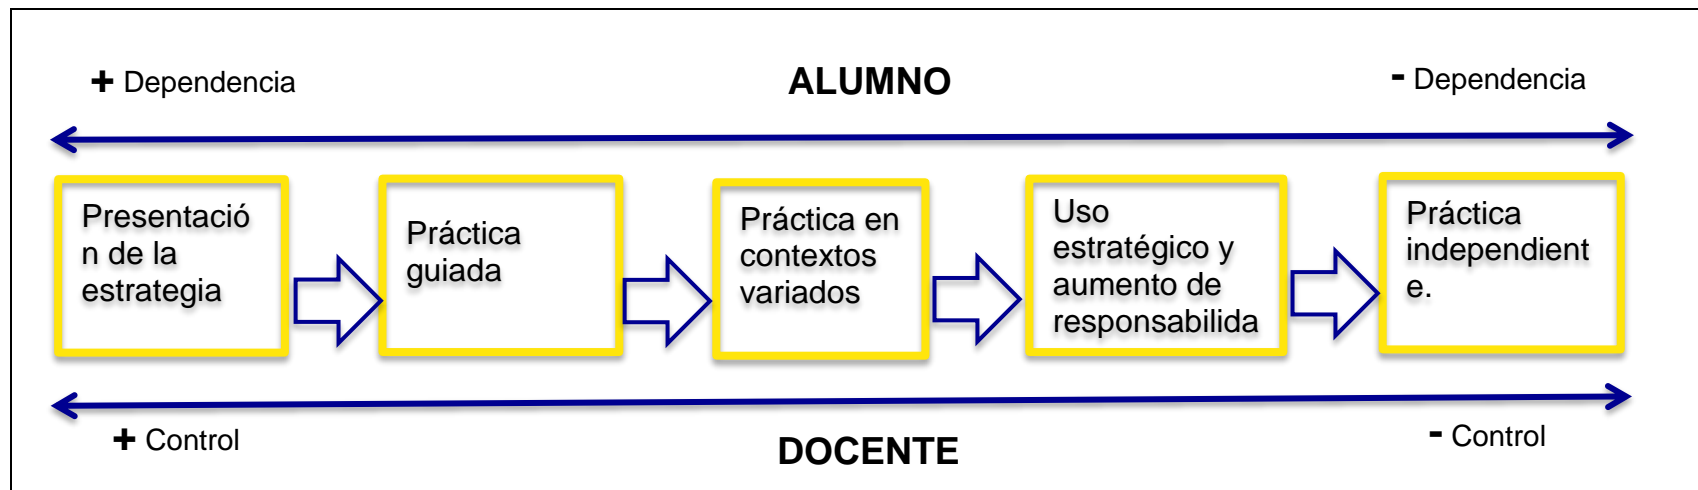 + Dependencia
ALUMNO
- Dependencia
Presentació
n de la
estrategia
Práctica
guiada
Práctica en
contextos
variados
Uso
estratégico y
aumento de
responsabilida
Práctica
independient
e.
+ Control
DOCENTE
- Control